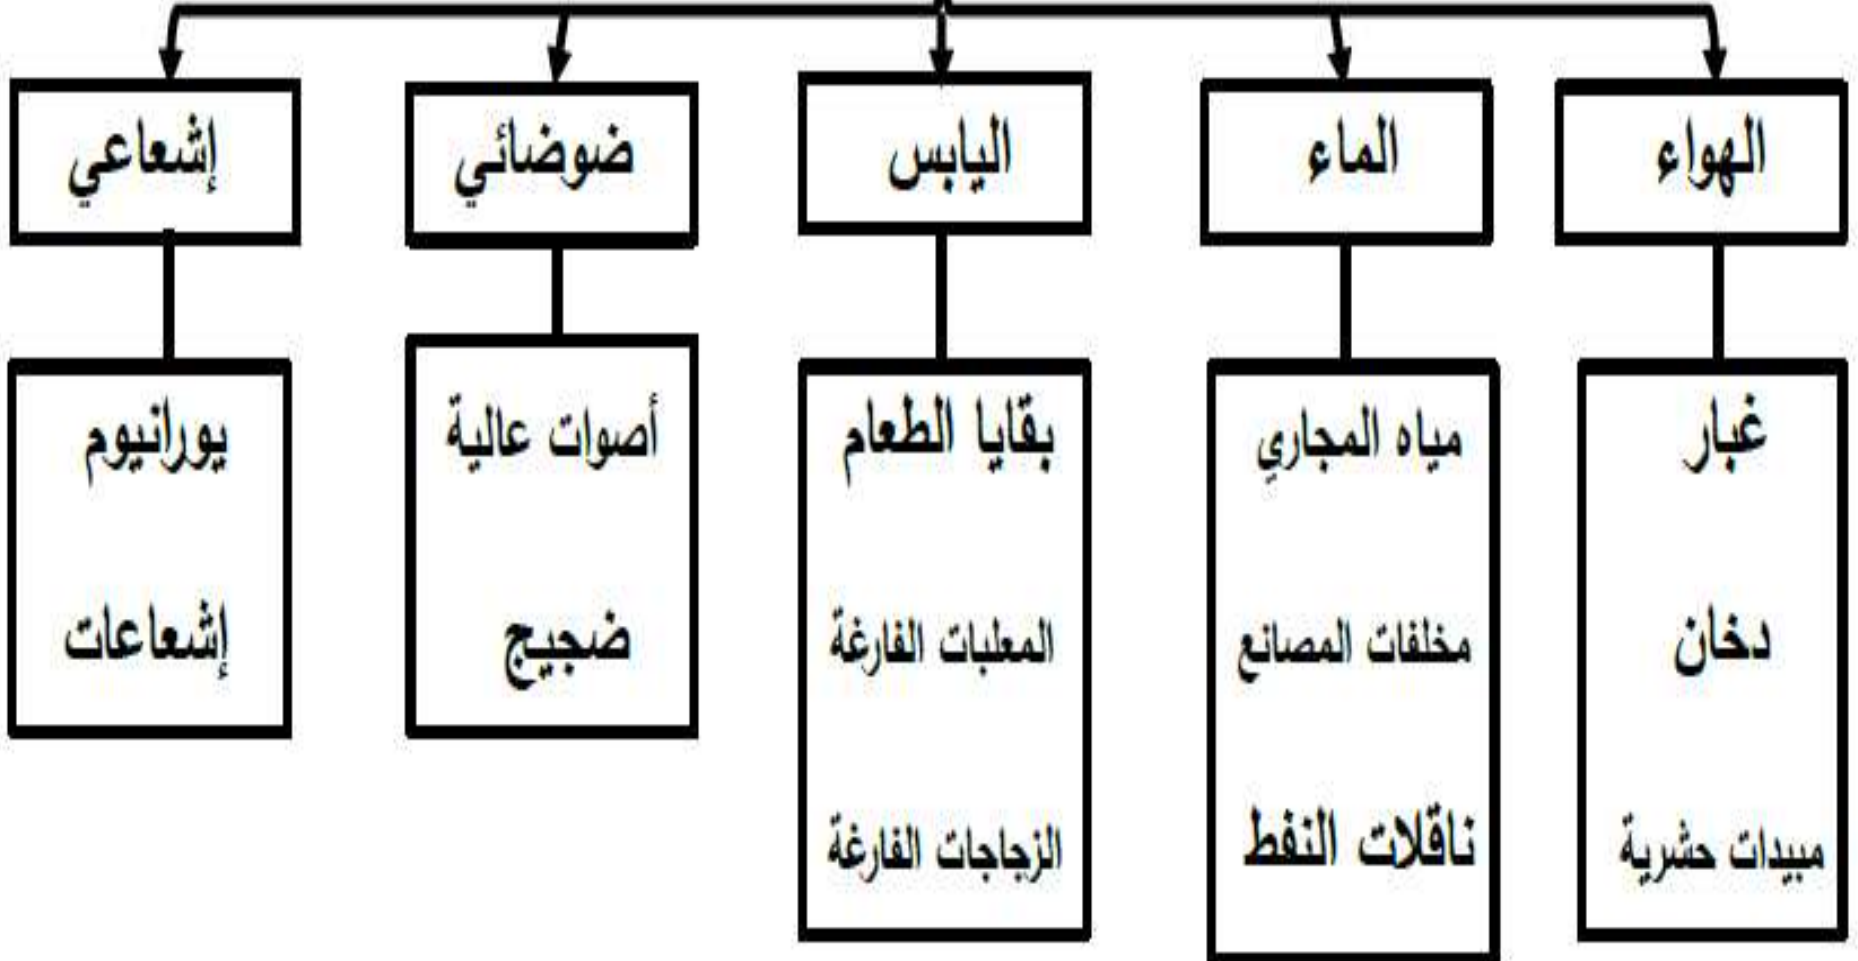 الهواء
الماء
اليابس
ضوضائي
إشعاعي
غبار
دخان
مبيدات حشرية
مياه المجاري
مخلفات المصانع
ناقلات النفط
بقايا الطعام
المعلبات الفارغة
الزجاجات الفارغة
أصوات عالية
ضجيج
يورانيوم
إشعاعات